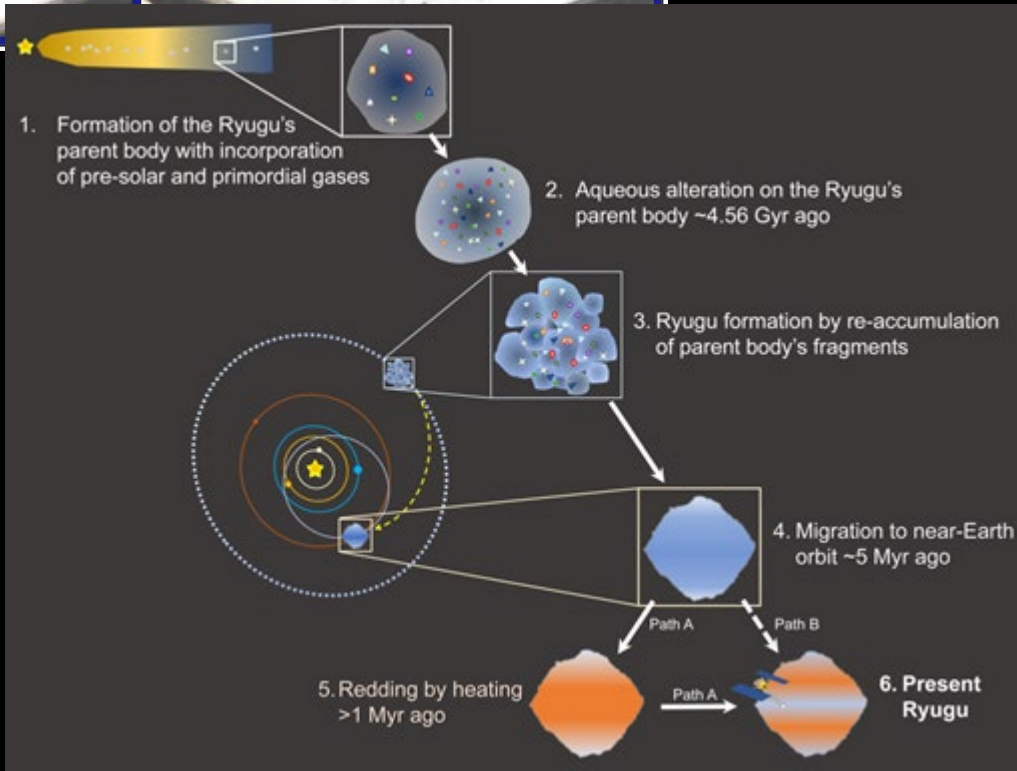 1. Formation of the Ryugu's
parent body with incorporation
of pre-solar and primordial gases
2. Aqueous alteration on the Ryugu's
parent body ~4.56 Gyr ago
3. Ryugu formation by re-accumulation
of parent body's fragments
4. Migration to near-Earth
orbit ~5 Myr ago
Path A
Path B
5. Redding by heating
>1 Myr ago
Path A
6. Present
Ryugu